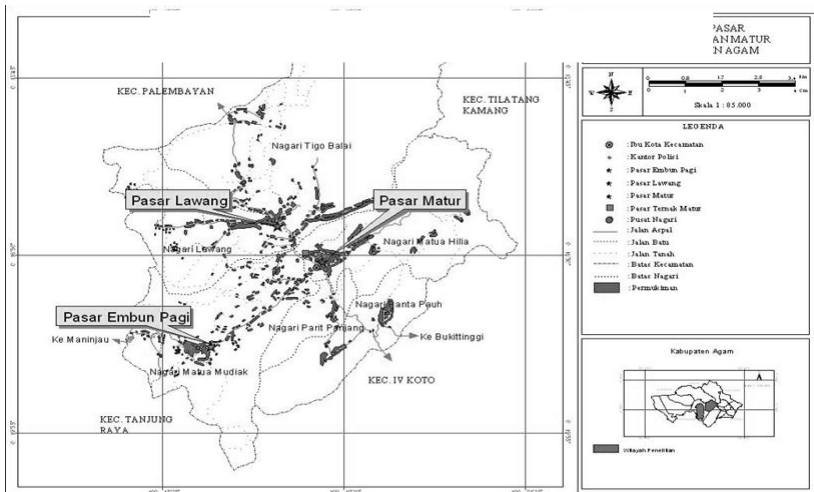 PASAR
AN MATUR
N AGAM
KEC. PALEMBAYAN
KEC. TILATANG
KAMANG
Nagari Tigo Balai
Pasar Lawang
Pasar Matur
Nagari Lawang
Nagari Matua Hilia
Pasar Embun Pagi
Nagari Panta Pauh
Nagari Parit Panjang
Ke Maninjau
Ke Bukittinggi
Nagari Matua Mudiak
KEC. IV KOTO
KEC. TANJUNG
RAYA
N
W
E
S
Km
Cm
Skala 1 : 85.000
LEGENDA
: Ibu Kota Kecamatan
: Kantor Polisi
: Pasar Embun Pagi
: Pasar Lawang
: Pasar Matur
: Pasar Ternak Matur
: Pusat Nagari
: Jalan Aspal
: Jalan Batu
: Jalan Tanah
: Batas Kecamatan
: Batas Nagari
: Permukiman
Kabupaten Agam
Wilayah Penelitian